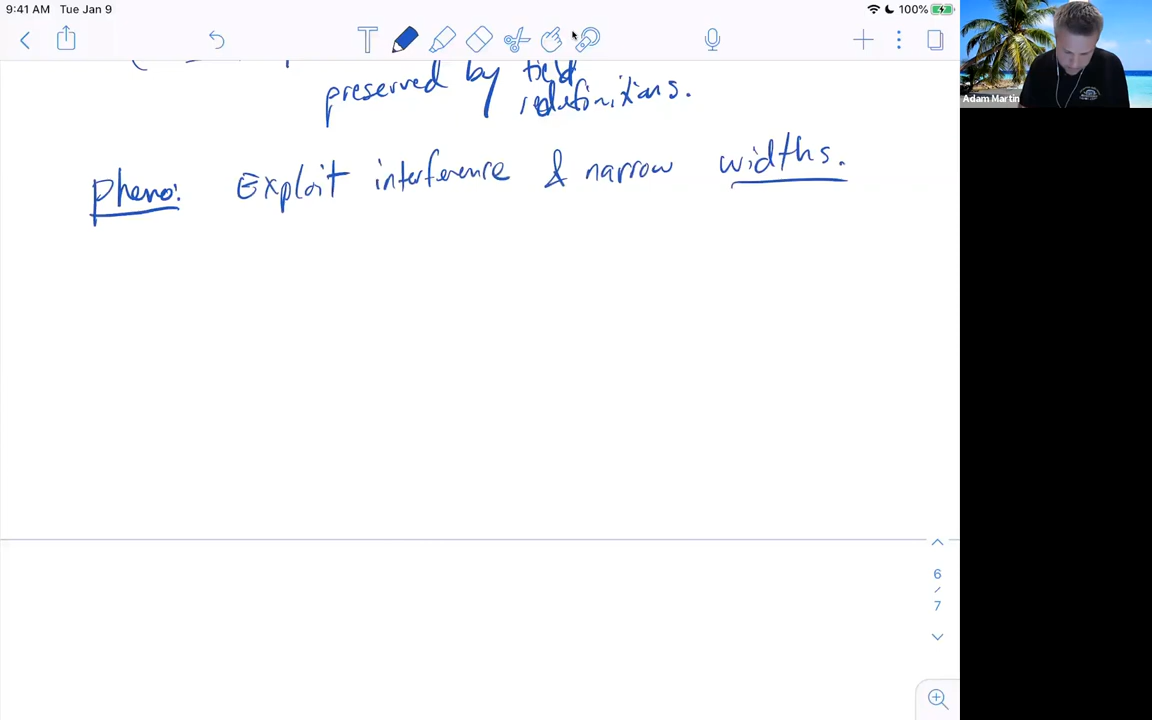 9:41 AM Tue Jan 9
100%
T
Adam Martin
preserved by field
redefinitions.
Pheno: Exploit interference & narrow widths.
6
/
7